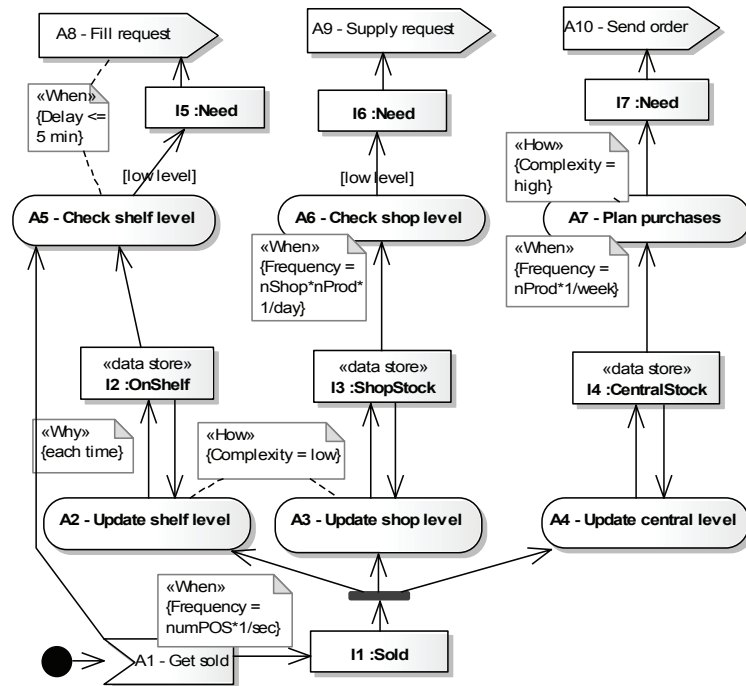 A8 - Fill request
A9 - Supply request
A10 - Send order
«When»
{Delay <=
5 min}
I5 :Need
I6 :Need
I7 :Need
[low level]
[low level]
«How»
{Complexity =
high}
A5 - Check shelf level
A6 - Check shop level
A7 - Plan purchases
«When»
{Frequency =
nShop*nProd*
1/day}
«When»
{Frequency =
nProd*1/week}
«data store»
I2 :OnShelf
«data store»
I3 :ShopStock
«data store»
I4 :CentralStock
«Why»
{each time}
«How»
{Complexity = low}
A2 - Update shelf level
A3 - Update shop level
A4 - Update central level
«When»
{Frequency =
numPOS*1/sec}
A1 - Get sold
I1 :Sold